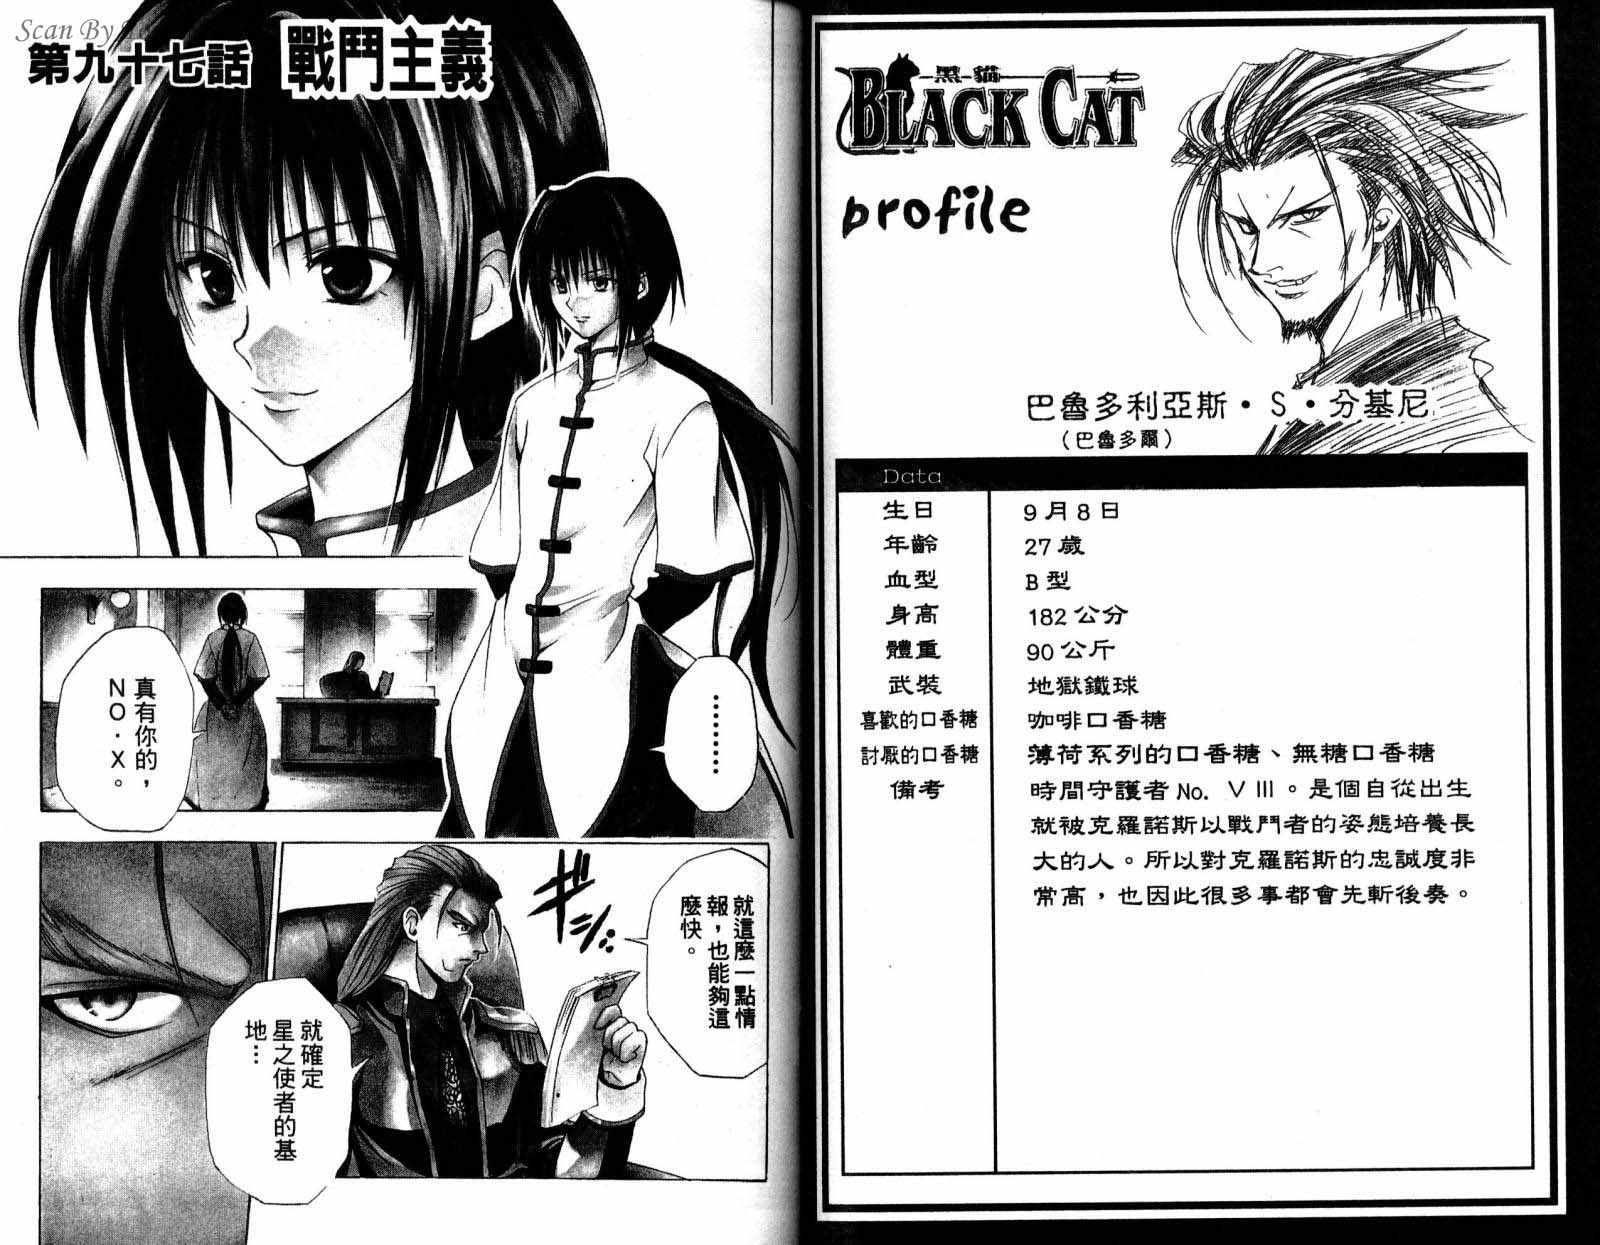 黑貓
BLACK CAT
profile
巴魯多利亞斯・S・分基尼
(巴魯多爾)
Data
生日 9月8日
年齡 27歲
血型 B型
身高 182公分
體重 90公斤
武裝 地獄鐵球
喜歡的口香糖 咖啡口香糖
討厭的口香糖 薄荷系列的口香糖、無糖口香糖
備考 時間守護者No. VIII。是個自從出生
就被克羅諾斯以戰鬥者的姿態培養長
大的人。所以對克羅諾斯的忠誠度非
常高，也因此很多事都會先斬後奏。
Scan By
第九十七話 戰鬥主義
………
真有你的，
NO.X。
就這麼一點情
報，也能夠這
麼快。
就確定
星之使者的基
地…